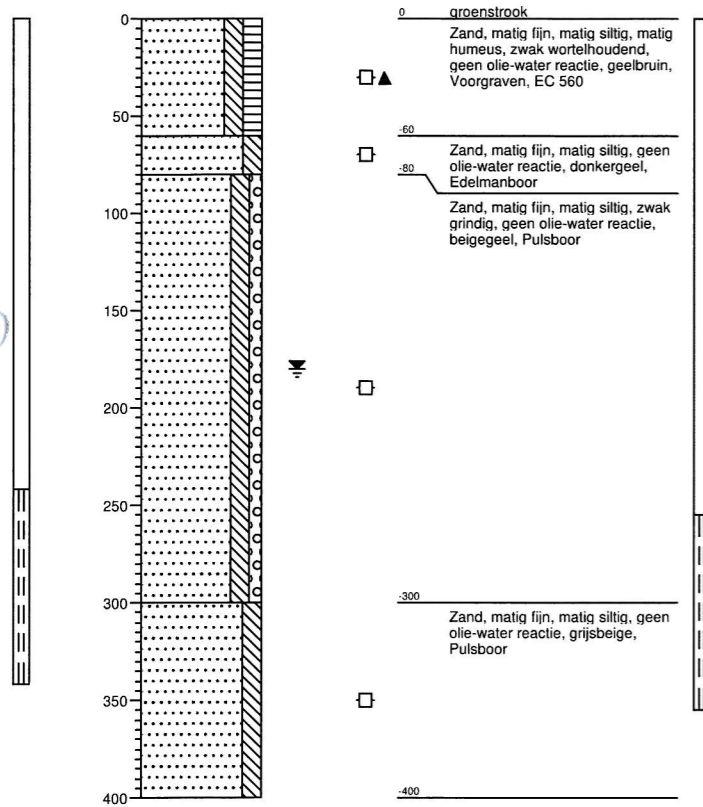 0
50
100
150
200
250
300
350
400
0 groenstrook
Zand, matig fijn, matig siltig, matig
humeus, zwak wortelhoudend,
geen olie-water reactie, geelbruin,
Voorgraven, EC 560
-60
Zand, matig fijn, matig siltig, geen
olie-water reactie, donkergeel,
Edelmanboor
-80
Zand, matig fijn, matig siltig, zwak
grindig, geen olie-water reactie,
beigegeel, Pulsboor
-300
Zand, matig fijn, matig siltig, geen
olie-water reactie, grijsbeige,
Pulsboor
-400